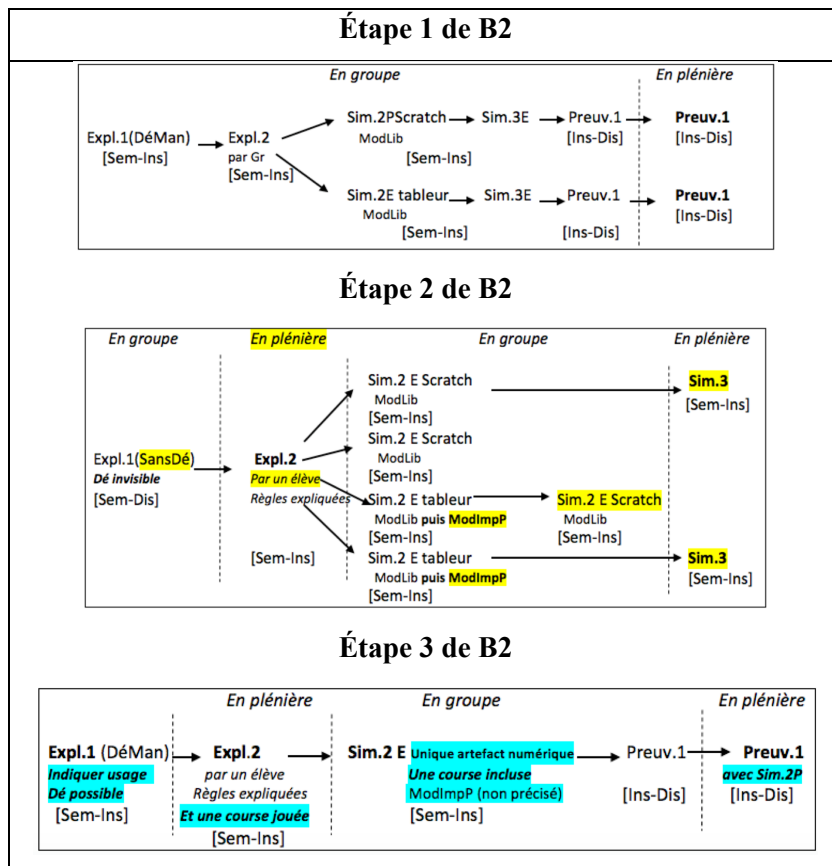 Étape 1 de B2
En groupe
En plénière
Expl.1(DéMan)
[Sem-Ins]
Expl.2
par Gr
[Sem-Ins]
Sim.2PScratch
ModLib
[Sem-Ins]
Sim.3E
Preuv.1
[Ins-Dis]
Preuv.1
[Ins-Dis]
Sim.2E tableur
ModLib
[Sem-Ins]
Sim.3E
Preuv.1
[Ins-Dis]
Preuv.1
[Ins-Dis]
Étape 2 de B2
En groupe
En plénière
En groupe
En plénière
Expl.1(SansDé)
Dé invisible
[Sem-Dis]
Expl.2
Par un élève
Règles expliquées
[Sem-Ins]
Sim.2 E Scratch
ModLib
[Sem-Ins]
Sim.3
[Sem-Ins]
Sim.2 E Scratch
ModLib
[Sem-Ins]
Sim.2 E tableur
ModLib puis ModImpP
[Sem-Ins]
Sim.2 E Scratch
ModLib
[Sem-Ins]
Sim.2 E tableur
ModLib puis ModImpP
[Sem-Ins]
Sim.3
[Sem-Ins]
Étape 3 de B2
En plénière
En groupe
En plénière
Expl.1 (DéMan)
Indiquer usage
Dé possible
[Sem-Ins]
Expl.2
par un élève
Règles expliquées
Et une course jouée
[Sem-Ins]
Sim.2 E Unique artefact numérique
Une course incluse
ModImpP (non précisé)
[Sem-Ins]
Preuv.1
[Ins-Dis]
Preuv.1
avec Sim.2P
[Ins-Dis]